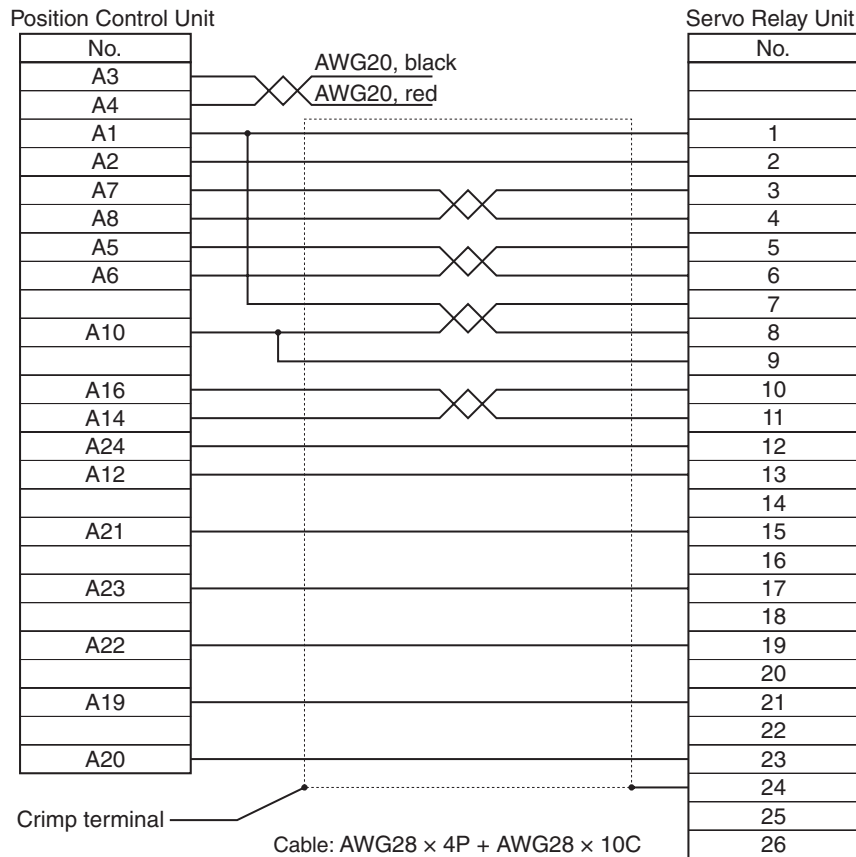 Position Control Unit Servo Relay Unit
No. No.
A3 AWG20, black
A4 AWG20, red
A1 1
A2 2
A7 3
A8 4
A5 5
A6 6
7
A10 8
9
A16 10
A14 11
A24 12
A12 13
14
A21 15
16
A23 17
18
A22 19
20
A19 21
22
A20 23
24
Crimp terminal 25
Cable: AWG28 × 4P + AWG28 × 10C 26